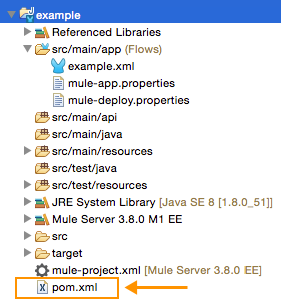 example
Referenced Libraries
src/main/app (Flows)
example.xml
mule-app.properties
mule-deploy.properties
src/main/api
src/main/java
src/main/resources
src/test/java
src/test/resources
JRE System Library [Java SE 8 [1.8.0_51]]
Mule Server 3.8.0 M1 EE
src
target
mule-project.xml [Mule Server 3.8.0 EE]
pom.xml